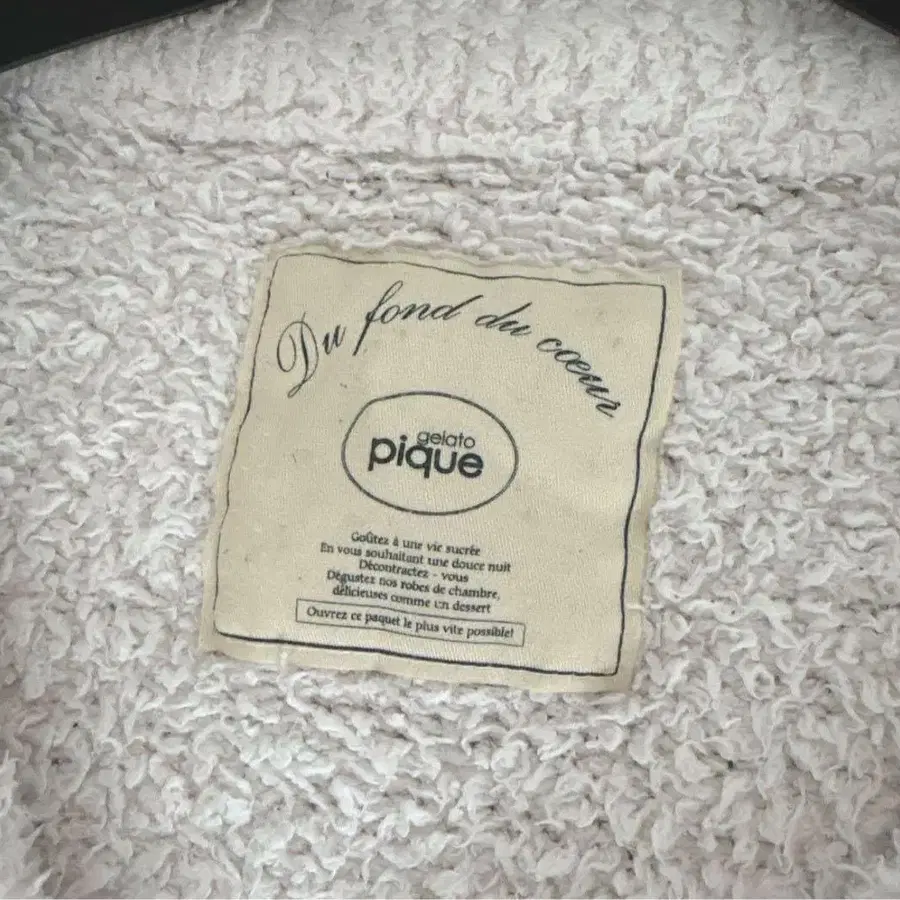 Du fond du cœur
gelato
pique
Goûtez à une vie sucrée
En vous souhaitant une douce nuit
Décontractez - vous
Dégustez nos robes de chambre,
délicieuses comme un dessert
Ouvrez ce paquet le plus vite possible!